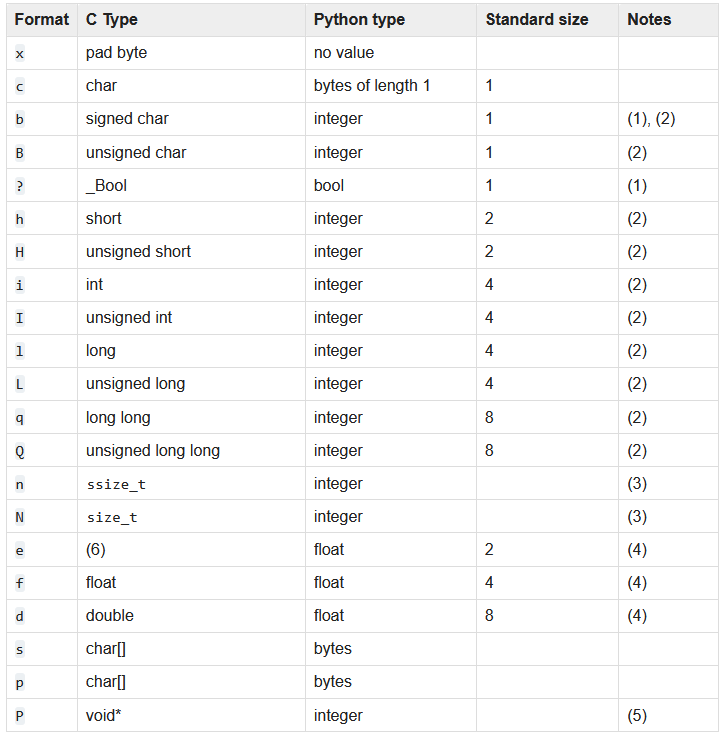 Format C Type Python type Standard size Notes
x pad byte no value
c char bytes of length 1 1
b signed char integer 1 (1), (2)
B unsigned char integer 1 (2)
? _Bool bool 1 (1)
h short integer 2 (2)
H unsigned short integer 2 (2)
i int integer 4 (2)
I unsigned int integer 4 (2)
l long integer 4 (2)
L unsigned long integer 4 (2)
q long long integer 8 (2)
Q unsigned long long integer 8 (2)
n ssize_t integer (3)
N size_t integer (3)
e (6) float 2 (4)
f float float 4 (4)
d double float 8 (4)
s char[] bytes
p char[] bytes
P void* integer (5)